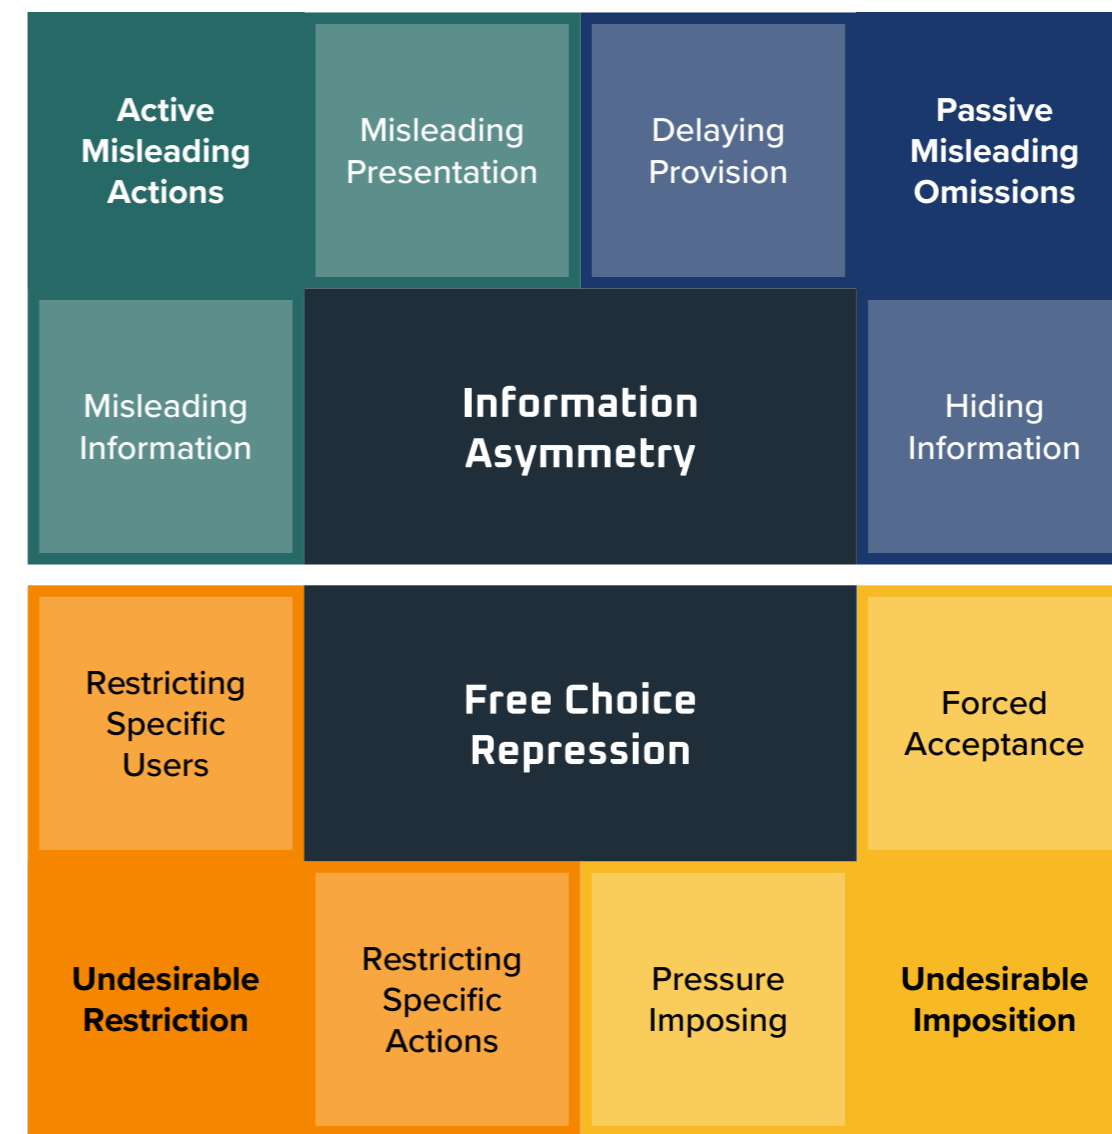 Active
Misleading
Actions
Misleading
Presentation
Delaying
Provision
Passive
Misleading
Omissions
Misleading
Information
Information
Asymmetry
Hiding
Information
Restricting
Specific
Users
Free Choice
Repression
Forced
Acceptance
Undesirable
Restriction
Restricting
Specific
Actions
Pressure
Imposing
Undesirable
Imposition